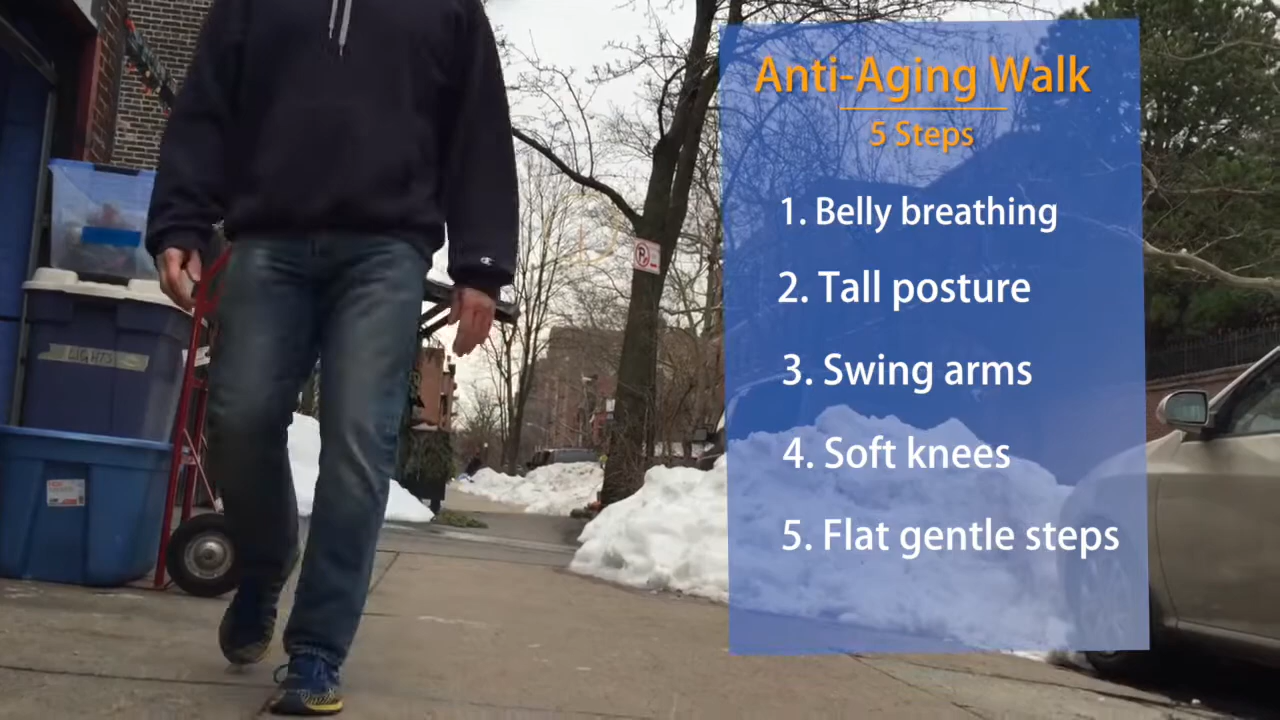 Anti-Aging Walk
5 Steps
1. Belly breathing
2. Tall posture
3. Swing arms
4. Soft knees
5. Flat gentle steps
LIGHTS